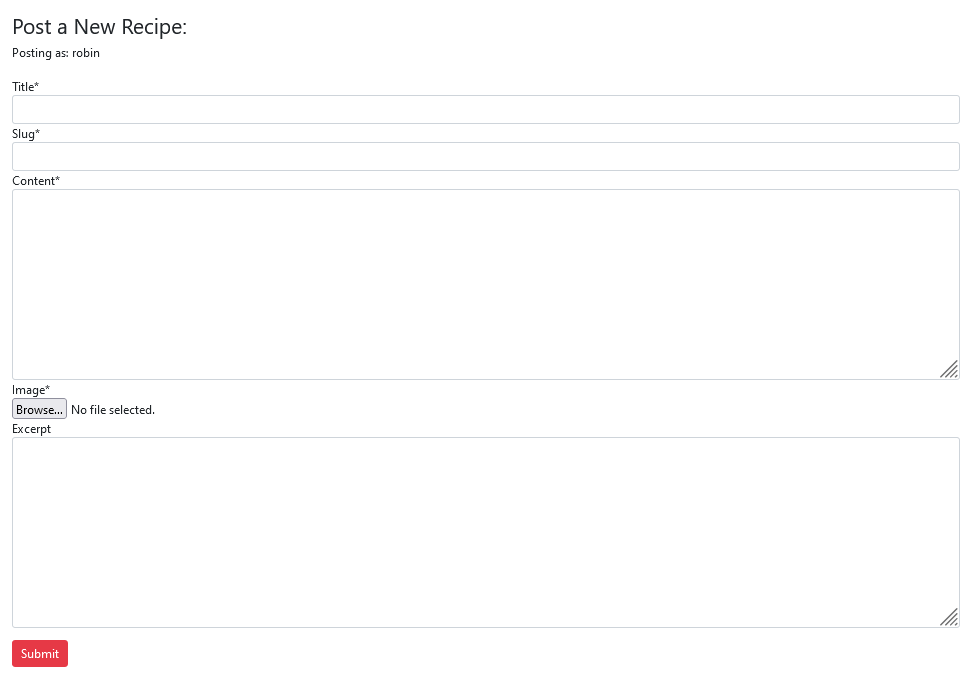 Post a New Recipe:
Posting as: robin
Title*
Slug*
Content*
Image*
Browse... No file selected.
Excerpt
Submit